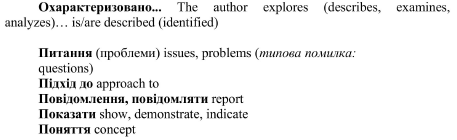 Охарактеризовано... The author explores (describes, examines,
analyzes)… is/are described (identified)
Питання (проблеми) issues, problems (типова помилка:
questions)
Підхід до approach to
Повідомлення, повідомляти report
Показати show, demonstrate, indicate
Поняття concept